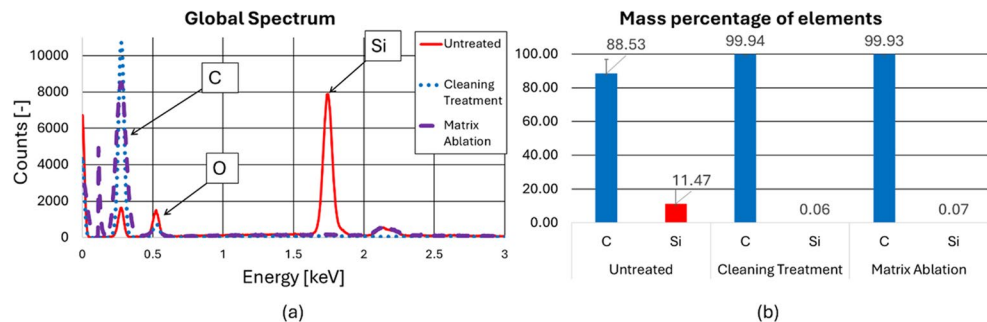 Global Spectrum
10000
8000
6000
4000
2000
0
Counts [-]
0
0.5
1
1.5
2
2.5
3
Energy [keV]
C
O
Si
Untreated
Cleaning
Treatment
Matrix
Ablation
(a)
Mass percentage of elements
100.00
80.00
60.00
40.00
20.00
0.00
88.53
11.47
99.94
0.06
99.93
0.07
C
Si
C
Si
C
Si
Untreated
Cleaning Treatment
Matrix Ablation
(b)